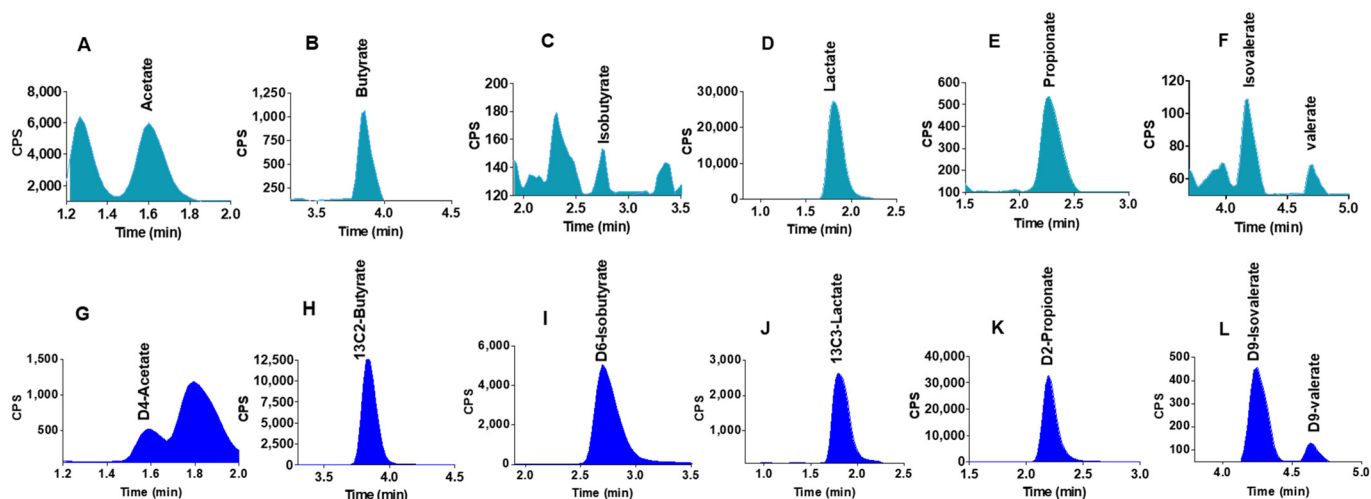 A
Acetate
CPS
8,000
6,000
4,000
2,000
1.2 1.4 1.6 1.8 2.0
Time (min)
B
Butyrate
CPS
1,250
1,000
750
500
250
3.5 4.0 4.5
Time (min)
C
Isobutyrate
CPS
200
180
160
140
120
2.0 2.5 3.0 3.5
Time (min)
D
Lactate
CPS
30,000
20,000
10,000
0
1.0 1.5 2.0 2.5
Time (min)
E
Propionate
CPS
600
500
400
300
200
100
1.5 2.0 2.5 3.0
Time (min)
F
Isovalerate
valerate
CPS
120
100
80
60
4.0 4.5 5.0
Time (min)
G
D4-Acetate
CPS
1,500
1,000
500
1.2 1.4 1.6 1.8 2.0
Time (min)
H
13C2-Butyrate
CPS
12,500
10,000
7,500
5,000
2,500
0
3.5 4.0 4.5
Time (min)
I
D6-Isobutyrate
CPS
6,000
4,000
2,000
0
2.0 2.5 3.0 3.5
Time (min)
J
13C3-Lactate
CPS
3,000
2,000
1,000
1.0 1.5 2.0 2.5
Time (min)
K
D2-Propionate
CPS
40,000
30,000
20,000
10,000
0
1.5 2.0 2.5 3.0
Time (min)
L
D9-Isovalerate
D9-valerate
CPS
500
400
300
200
100
4.0 4.5 5.0
Time (min)